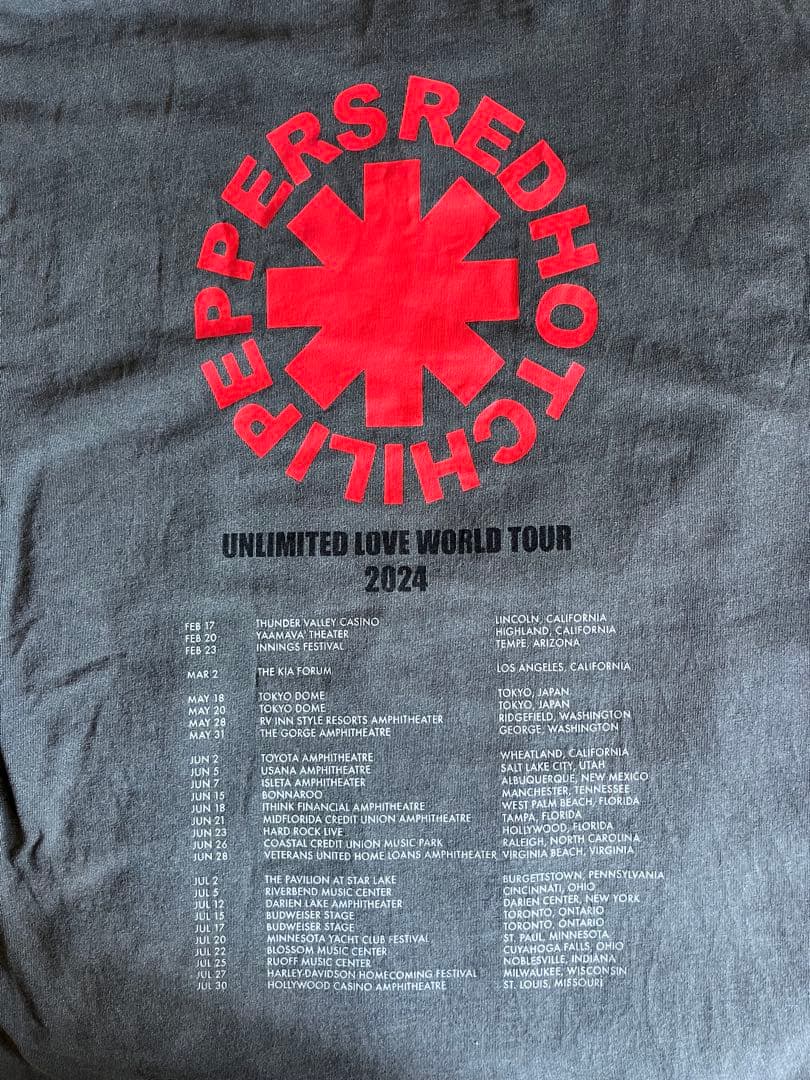 RED HOT CHILI PEPPERS
UNLIMITED LOVE WORLD TOUR
2024
FEB 17 THUNDER VALLEY CASINO LINCOLN, CALIFORNIA
FEB 20 YAAMAVA' THEATER HIGHLAND, CALIFORNIA
FEB 23 INNINGS FESTIVAL TEMPE, ARIZONA
MAR 2 THE KIA FORUM LOS ANGELES, CALIFORNIA
MAY 18 TOKYO DOME TOKYO, JAPAN
MAY 20 TOKYO DOME TOKYO, JAPAN
MAY 28 RV INN STYLE RESORTS AMPHITHEATER RIDGEFIELD, WASHINGTON
MAY 31 THE GORGE AMPHITHEATRE GEORGE, WASHINGTON
JUN 2 TOYOTA AMPHITHEATRE WHEATLAND, CALIFORNIA
JUN 5 USANA AMPHITHEATRE SALT LAKE CITY, UTAH
JUN 7 ISLETA AMPHITHEATER ALBUQUERQUE, NEW MEXICO
JUN 15 BONNAROO MANCHESTER, TENNESSEE
JUN 18 ITHINK FINANCIAL AMPHITHEATRE WEST PALM BEACH, FLORIDA
JUN 21 MIDFLORIDA CREDIT UNION AMPHITHEATRE TAMPA, FLORIDA
JUN 23 HARD ROCK LIVE HOLLYWOOD, FLORIDA
JUN 26 COASTAL CREDIT UNION MUSIC PARK RALEIGH, NORTH CAROLINA
JUN 28 VETERANS UNITED HOME LOANS AMPHITHEATER VIRGINIA BEACH, VIRGINIA
JUL 2 THE PAVILION AT STAR LAKE BURGETTSTOWN, PENNSYLVANIA
JUL 5 RIVERBEND MUSIC CENTER CINCINNATI, OHIO
JUL 12 DARIEN LAKE AMPHITHEATER DARIEN CENTER, NEW YORK
JUL 15 BUDWEISER STAGE TORONTO, ONTARIO
JUL 17 BUDWEISER STAGE TORONTO, ONTARIO
JUL 20 MINNESOTA YACHT CLUB FESTIVAL ST. PAUL, MINNESOTA
JUL 22 BLOSSOM MUSIC CENTER CUYAHOGA FALLS, OHIO
JUL 25 RUOFF MUSIC CENTER NOBLESVILLE, INDIANA
JUL 27 HARLEY-DAVIDSON HOMECOMING FESTIVAL MILWAUKEE, WISCONSIN
JUL 30 HOLLYWOOD CASINO AMPHITHEATRE ST. LOUIS, MISSOURI